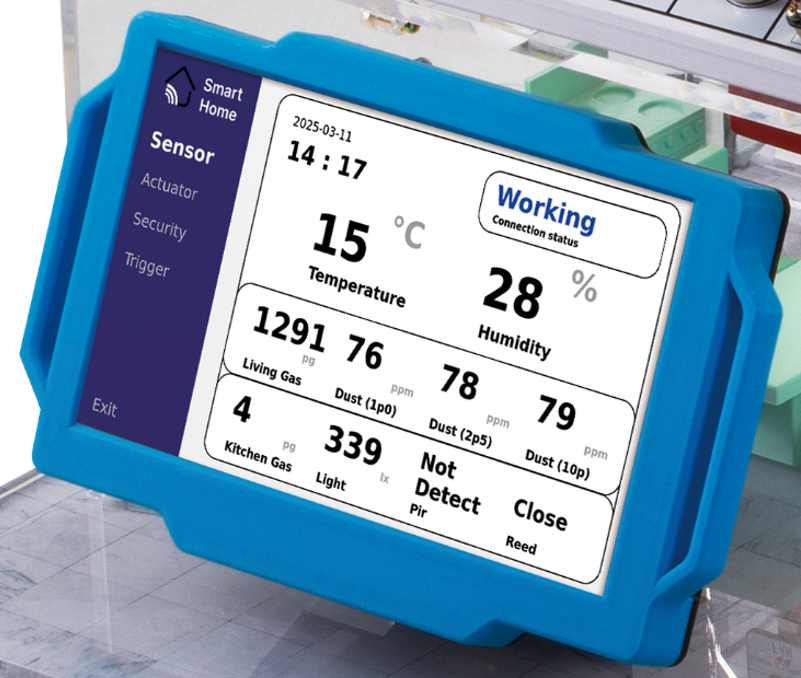 Smart
Home
Sensor
Actuator
Security
Trigger
Exit
2025-03-11
14 : 17
Working
Connection status
15 °C
Temperature
28 %
Humidity
1291 pg
Living Gas
76 ppm
Dust (1p0)
78 ppm
Dust (2p5)
79 ppm
Dust (10p)
4 pg
Kitchen Gas
339 lx
Light
Not
Detect
Pir
Close
Reed